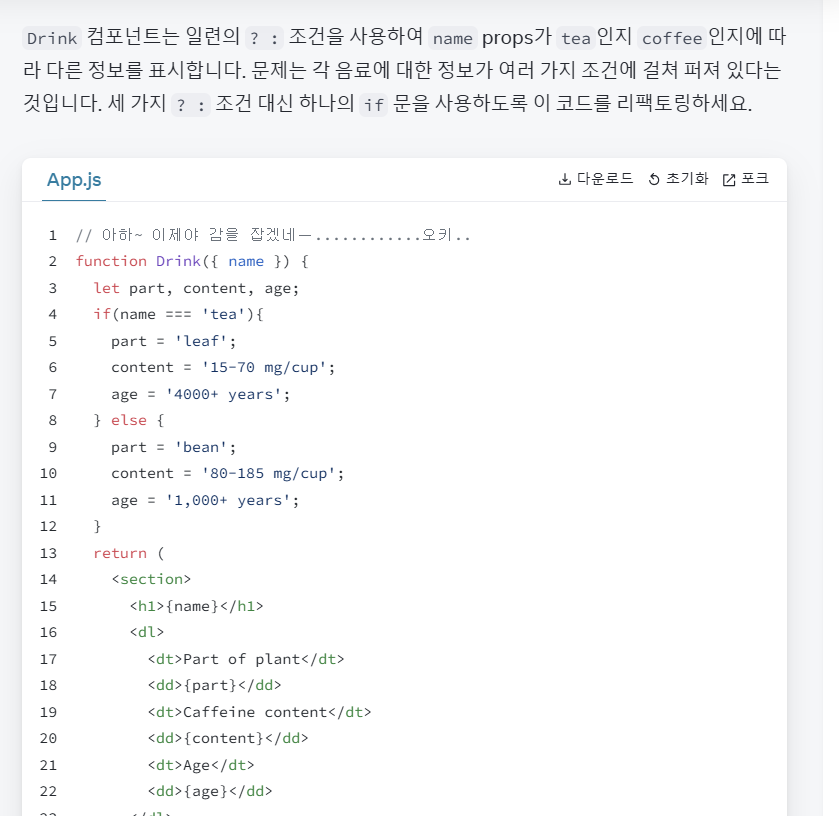 Drink 컴포넌트는 일련의 ? : 조건을 사용하여 name props가 tea인지 coffee인지에 따
라 다른 정보를 표시합니다. 문제는 각 음료에 대한 정보가 여러 가지 조건에 걸쳐 퍼져 있다는
것입니다. 세 가지 ? : 조건 대신 하나의 if 문을 사용하도록 이 코드를 리팩토링하세요.
App.js 다운로드 초기화 포크
1 // 아하~ 이제야 감을 잡겠네ㅡ............오키..
2 function Drink({ name }) {
3 let part, content, age;
4 if(name === 'tea'){
5 part = 'leaf';
6 content = '15–70 mg/cup';
7 age = '4000+ years';
8 } else {
9 part = 'bean';
10 content = '80–185 mg/cup';
11 age = '1,000+ years';
12 }
13 return (
14 <section>
15 <h1>{name}</h1>
16 <dl>
17 <dt>Part of plant</dt>
18 <dd>{part}</dd>
19 <dt>Caffeine content</dt>
20 <dd>{content}</dd>
21 <dt>Age</dt>
22 <dd>{age}</dd>